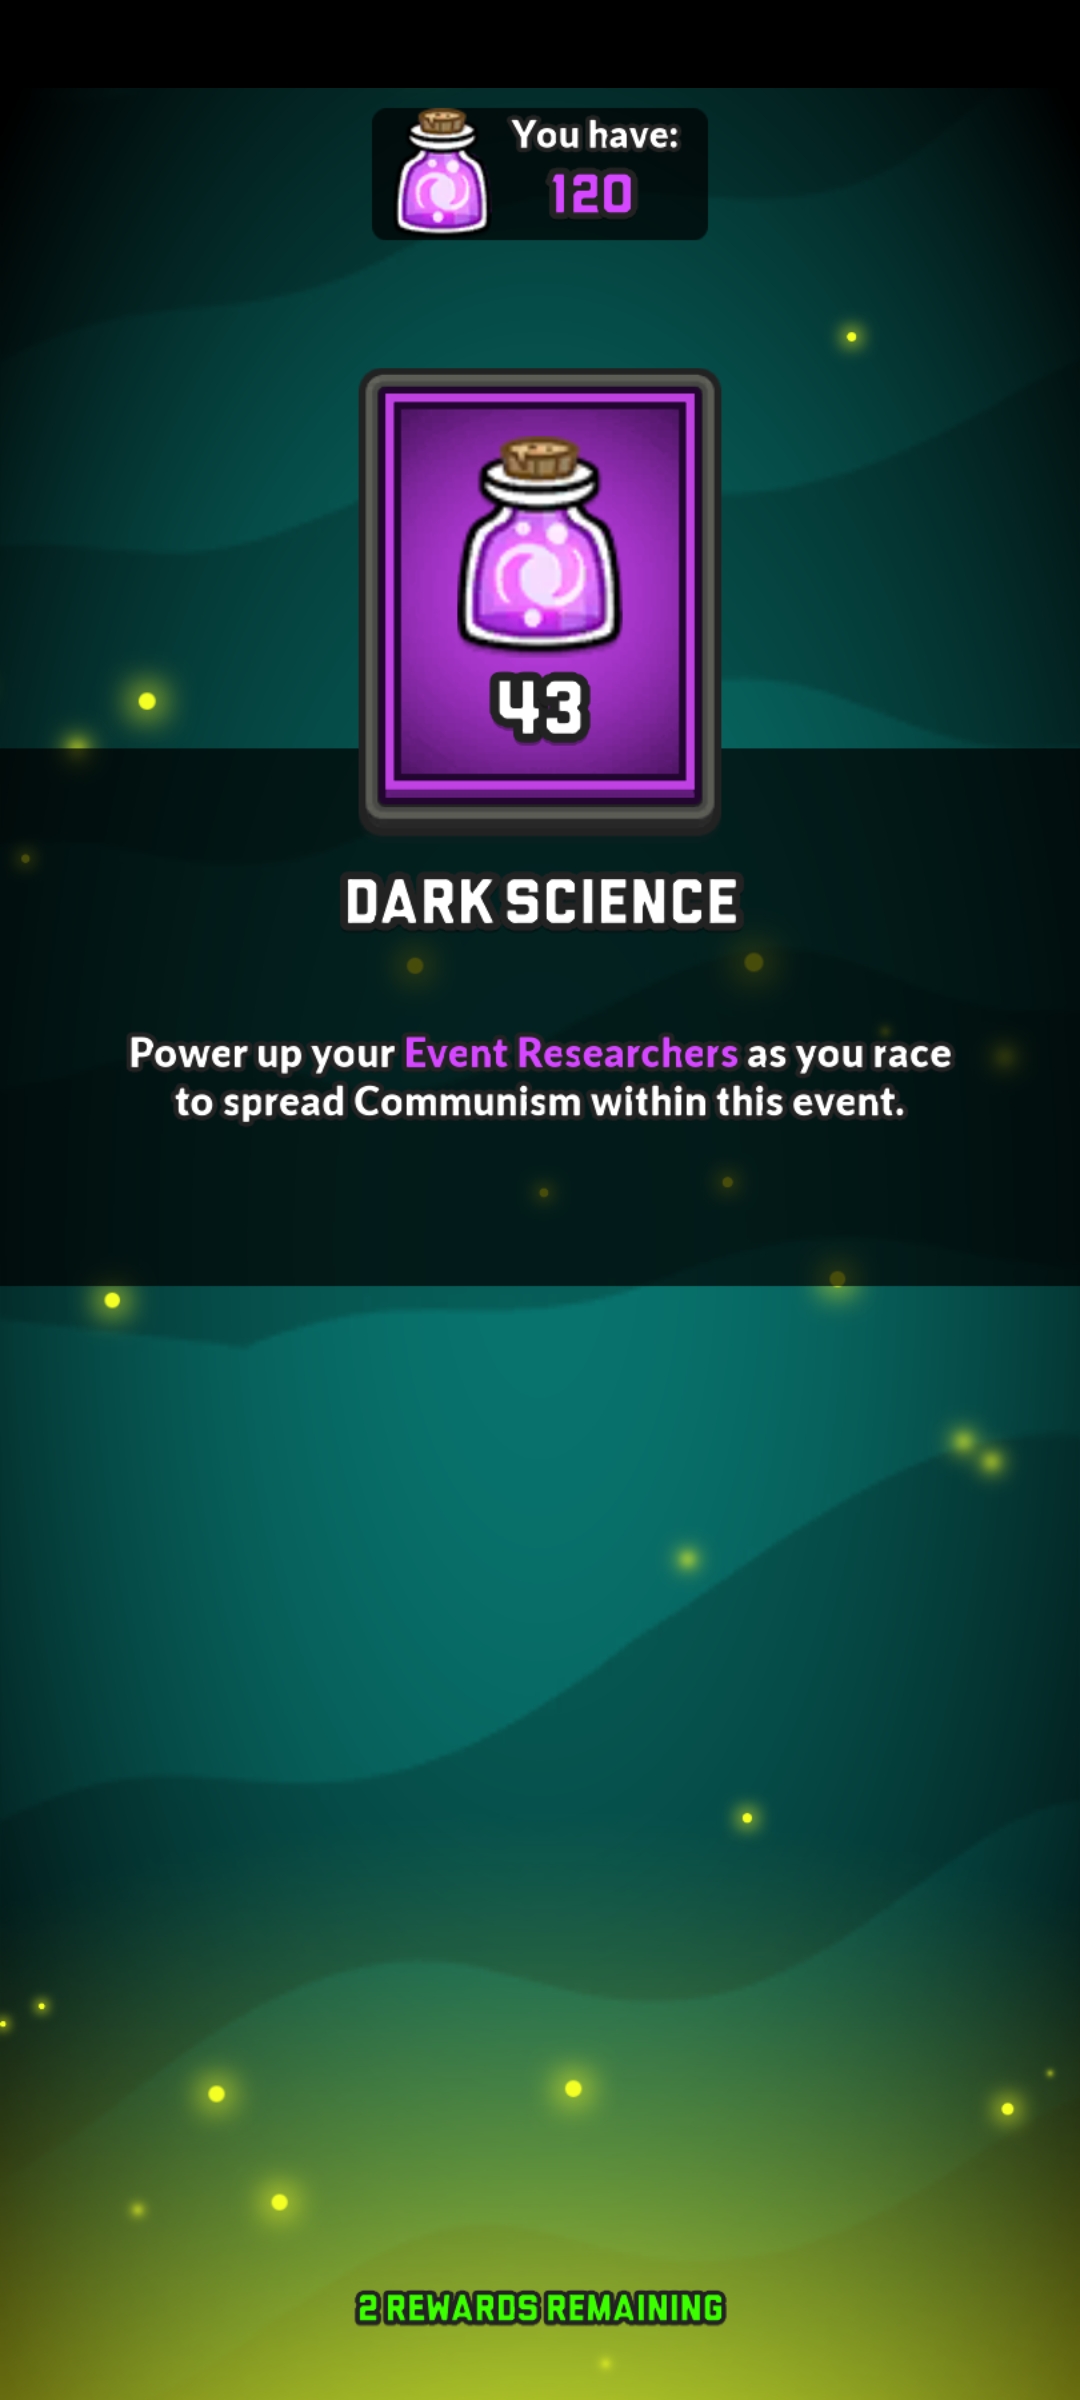 You have:
120
43
DARK SCIENCE
Power up your Event Researchers as you race
to spread Communism within this event.
2 REWARDS REMAINING